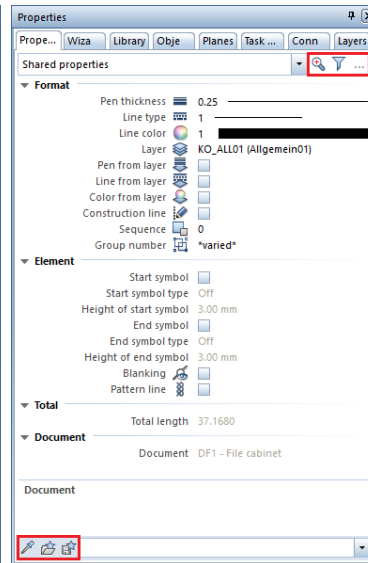 Properties
Prope... Wiza Library Obje Planes Task ... Conn Layers
Shared properties ...
Format
Pen thickness 0.25
Line type 1
Line color 1
Layer KO_ALL01 (Allgemein01)
Pen from layer
Line from layer
Color from layer
Construction line
Sequence 0
Group number *varied*
Element
Start symbol
Start symbol type Off
Height of start symbol 3.00 mm
End symbol
End symbol type Off
Height of end symbol 3.00 mm
Blanking
Pattern line
Total
Total length 37.1680
Document
Document DF1 - File cabinet
Document